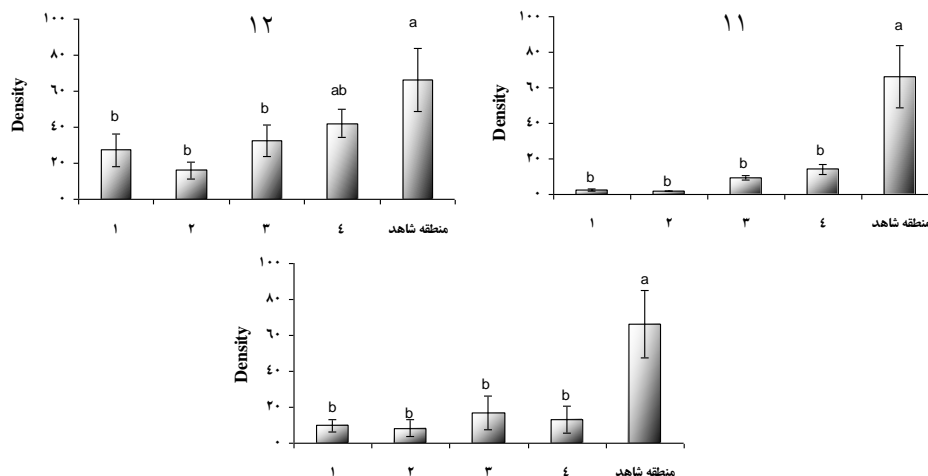 ١٢
Density
١٠٠
٨٠
٦٠
٤٠
٢٠
٠
b
b
b
ab
a
١
٢
٣
٤
منطقه شاهد
١١
Density
١٠٠
٨٠
٦٠
٤٠
٢٠
٠
b
b
b
b
a
١
٢
٣
٤
منطقه شاهد
Density
١٠٠
٨٠
٦٠
٤٠
٢٠
٠
b
b
b
b
a
١
٢
٣
٤
منطقه شاهد